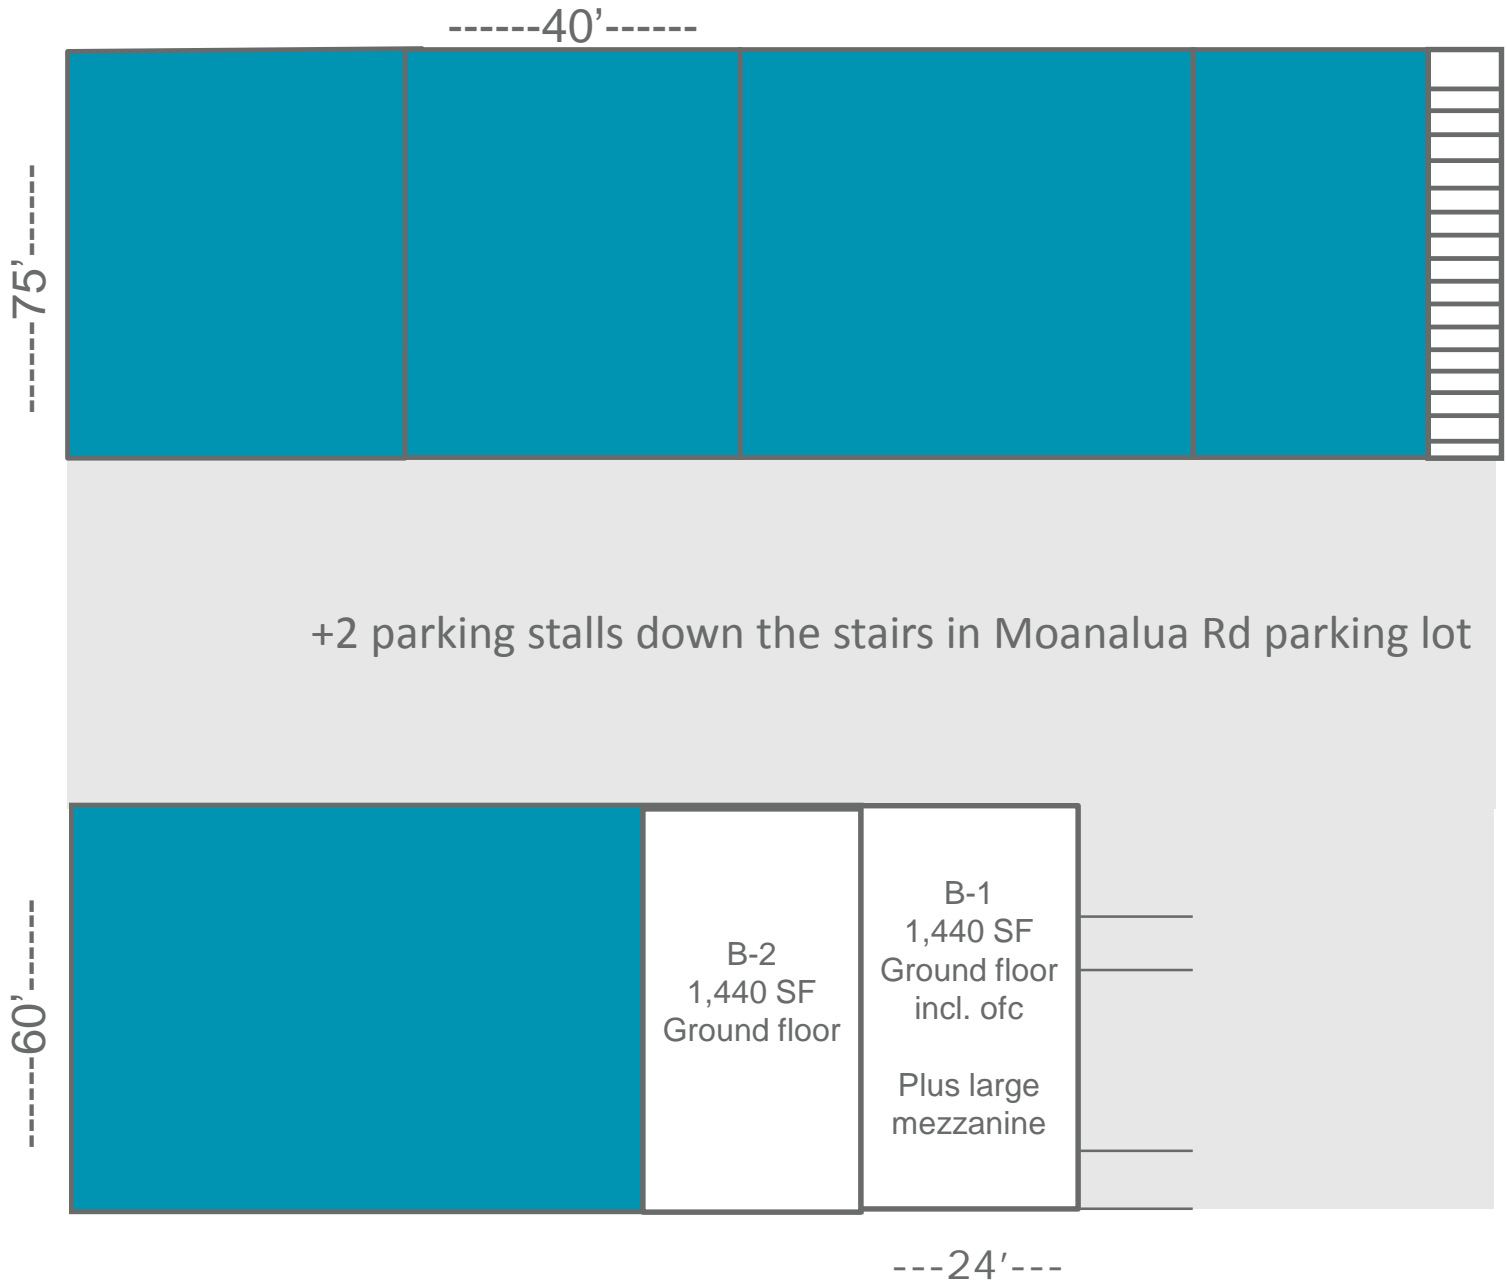 ------40’------
------75’------
+2 parking stalls down the stairs in Moanalua Rd parking lot
------60’------
B-2
1,440 SF
Ground floor
B-1
1,440 SF
Ground floor
incl. ofc
Plus large
mezzanine
---24’---